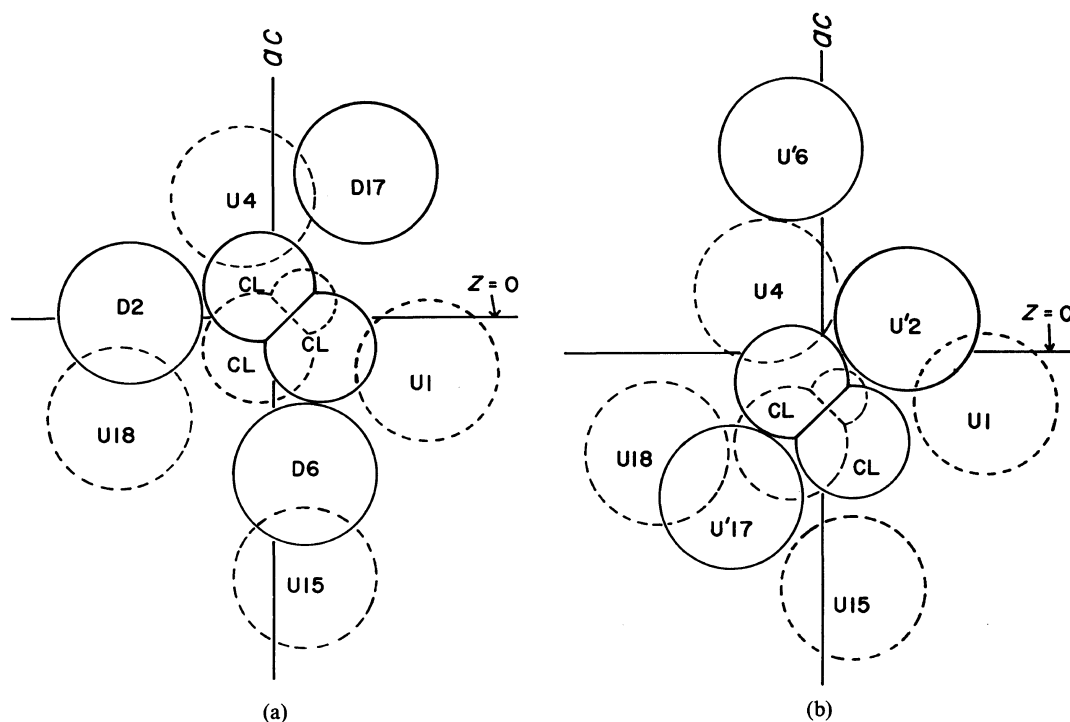 ac
U4
D17
CL
Z = 0
D2
CL
CL
U1
U18
D6
U15
(a)
ac
U'6
U4
U'2
Z = 0
CL
U1
U18
CL
U'17
U15
(b)